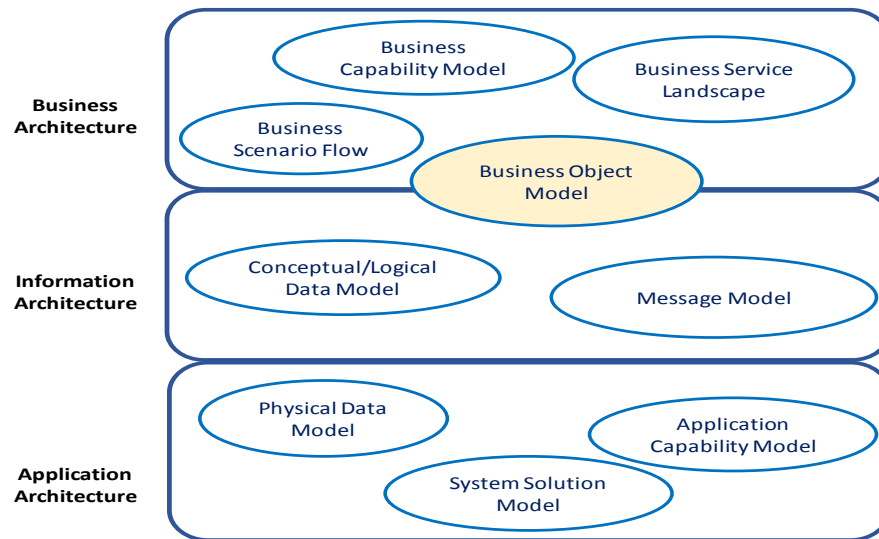 Business
Architecture
Business
Capability Model
Business Service
Landscape
Business
Scenario Flow
Business Object
Model
Information
Architecture
Conceptual/Logical
Data Model
Message Model
Application
Architecture
Physical Data
Model
Application
Capability Model
System Solution
Model